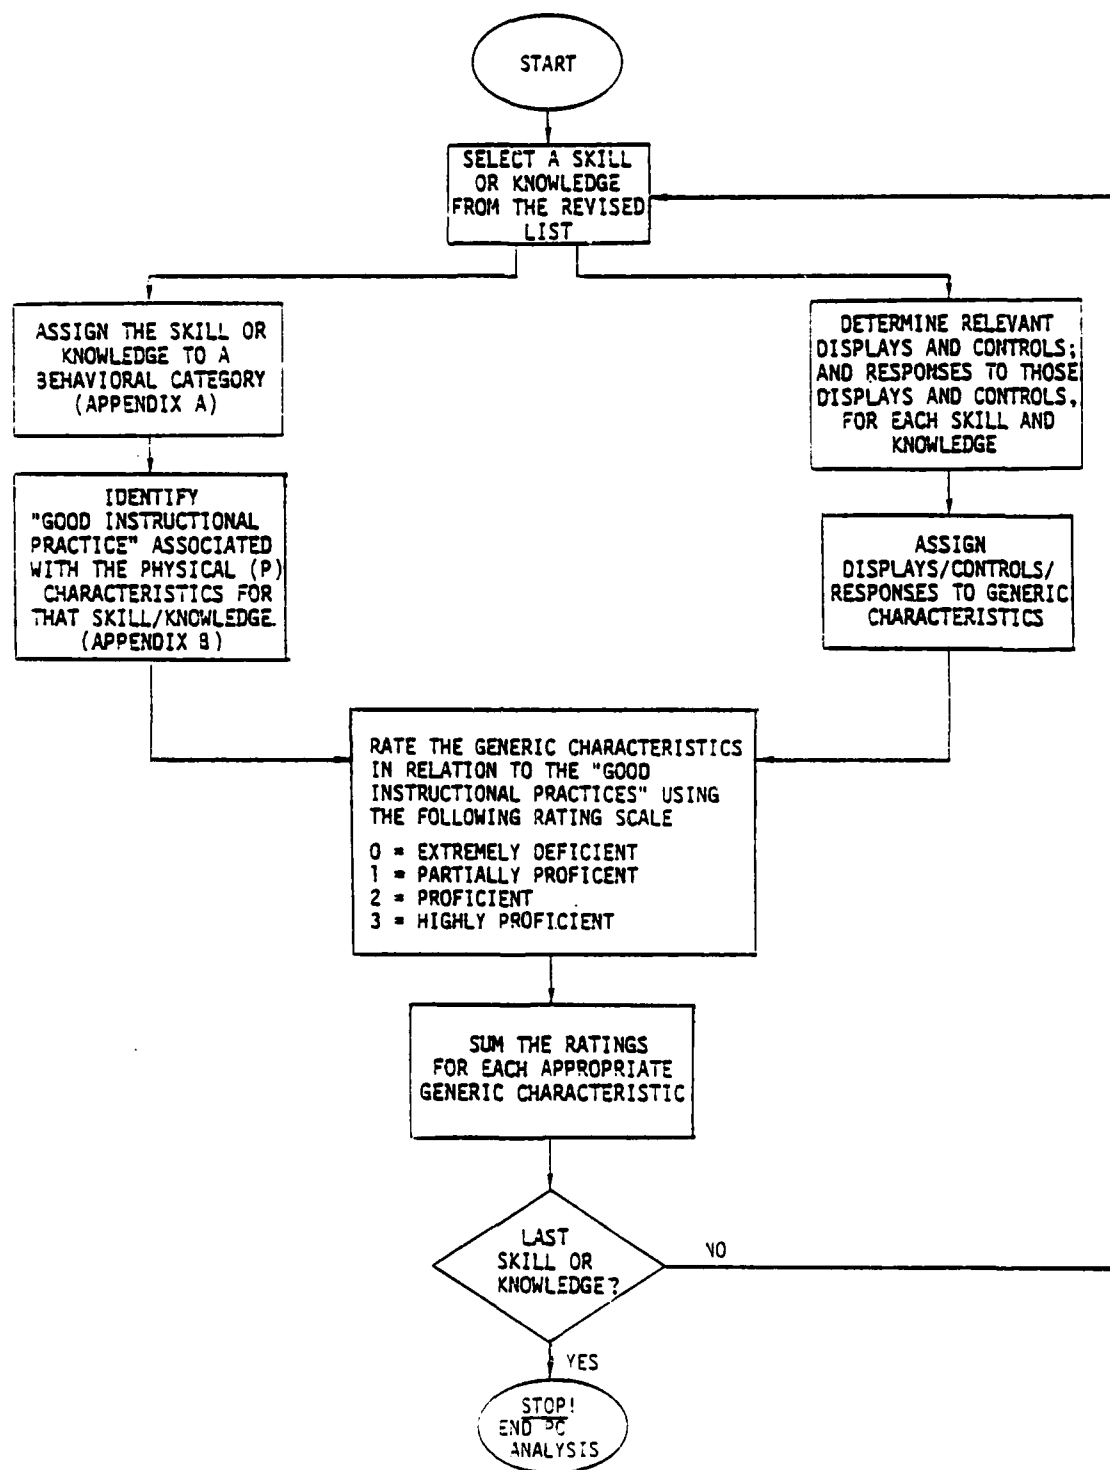 START
SELECT A SKILL
OR KNOWLEDGE
FROM THE REVISED
LIST
ASSIGN THE SKILL OR
KNOWLEDGE TO A
BEHAVIORAL CATEGORY
(APPENDIX A)
IDENTIFY
"GOOD INSTRUCTIONAL
PRACTICE" ASSOCIATED
WITH THE PHYSICAL (P)
CHARACTERISTICS FOR
THAT SKILL/KNOWLEDGE.
(APPENDIX B)
DETERMINE RELEVANT
DISPLAYS AND CONTROLS;
AND RESPONSES TO THOSE
DISPLAYS AND CONTROLS,
FOR EACH SKILL AND
KNOWLEDGE
ASSIGN
DISPLAYS/CONTROLS/
RESPONSES TO GENERIC
CHARACTERISTICS
RATE THE GENERIC CHARACTERISTICS
IN RELATION TO THE "GOOD
INSTRUCTIONAL PRACTICES" USING
THE FOLLOWING RATING SCALE
0 = EXTREMELY DEFICIENT
1 = PARTIALLY PROFICENT
2 = PROFICIENT
3 = HIGHLY PROFICIENT
SUM THE RATINGS
FOR EACH APPROPRIATE
GENERIC CHARACTERISTIC
LAST
SKILL OR
KNOWLEDGE?
NO
YES
STOP!
END PC
ANALYSIS